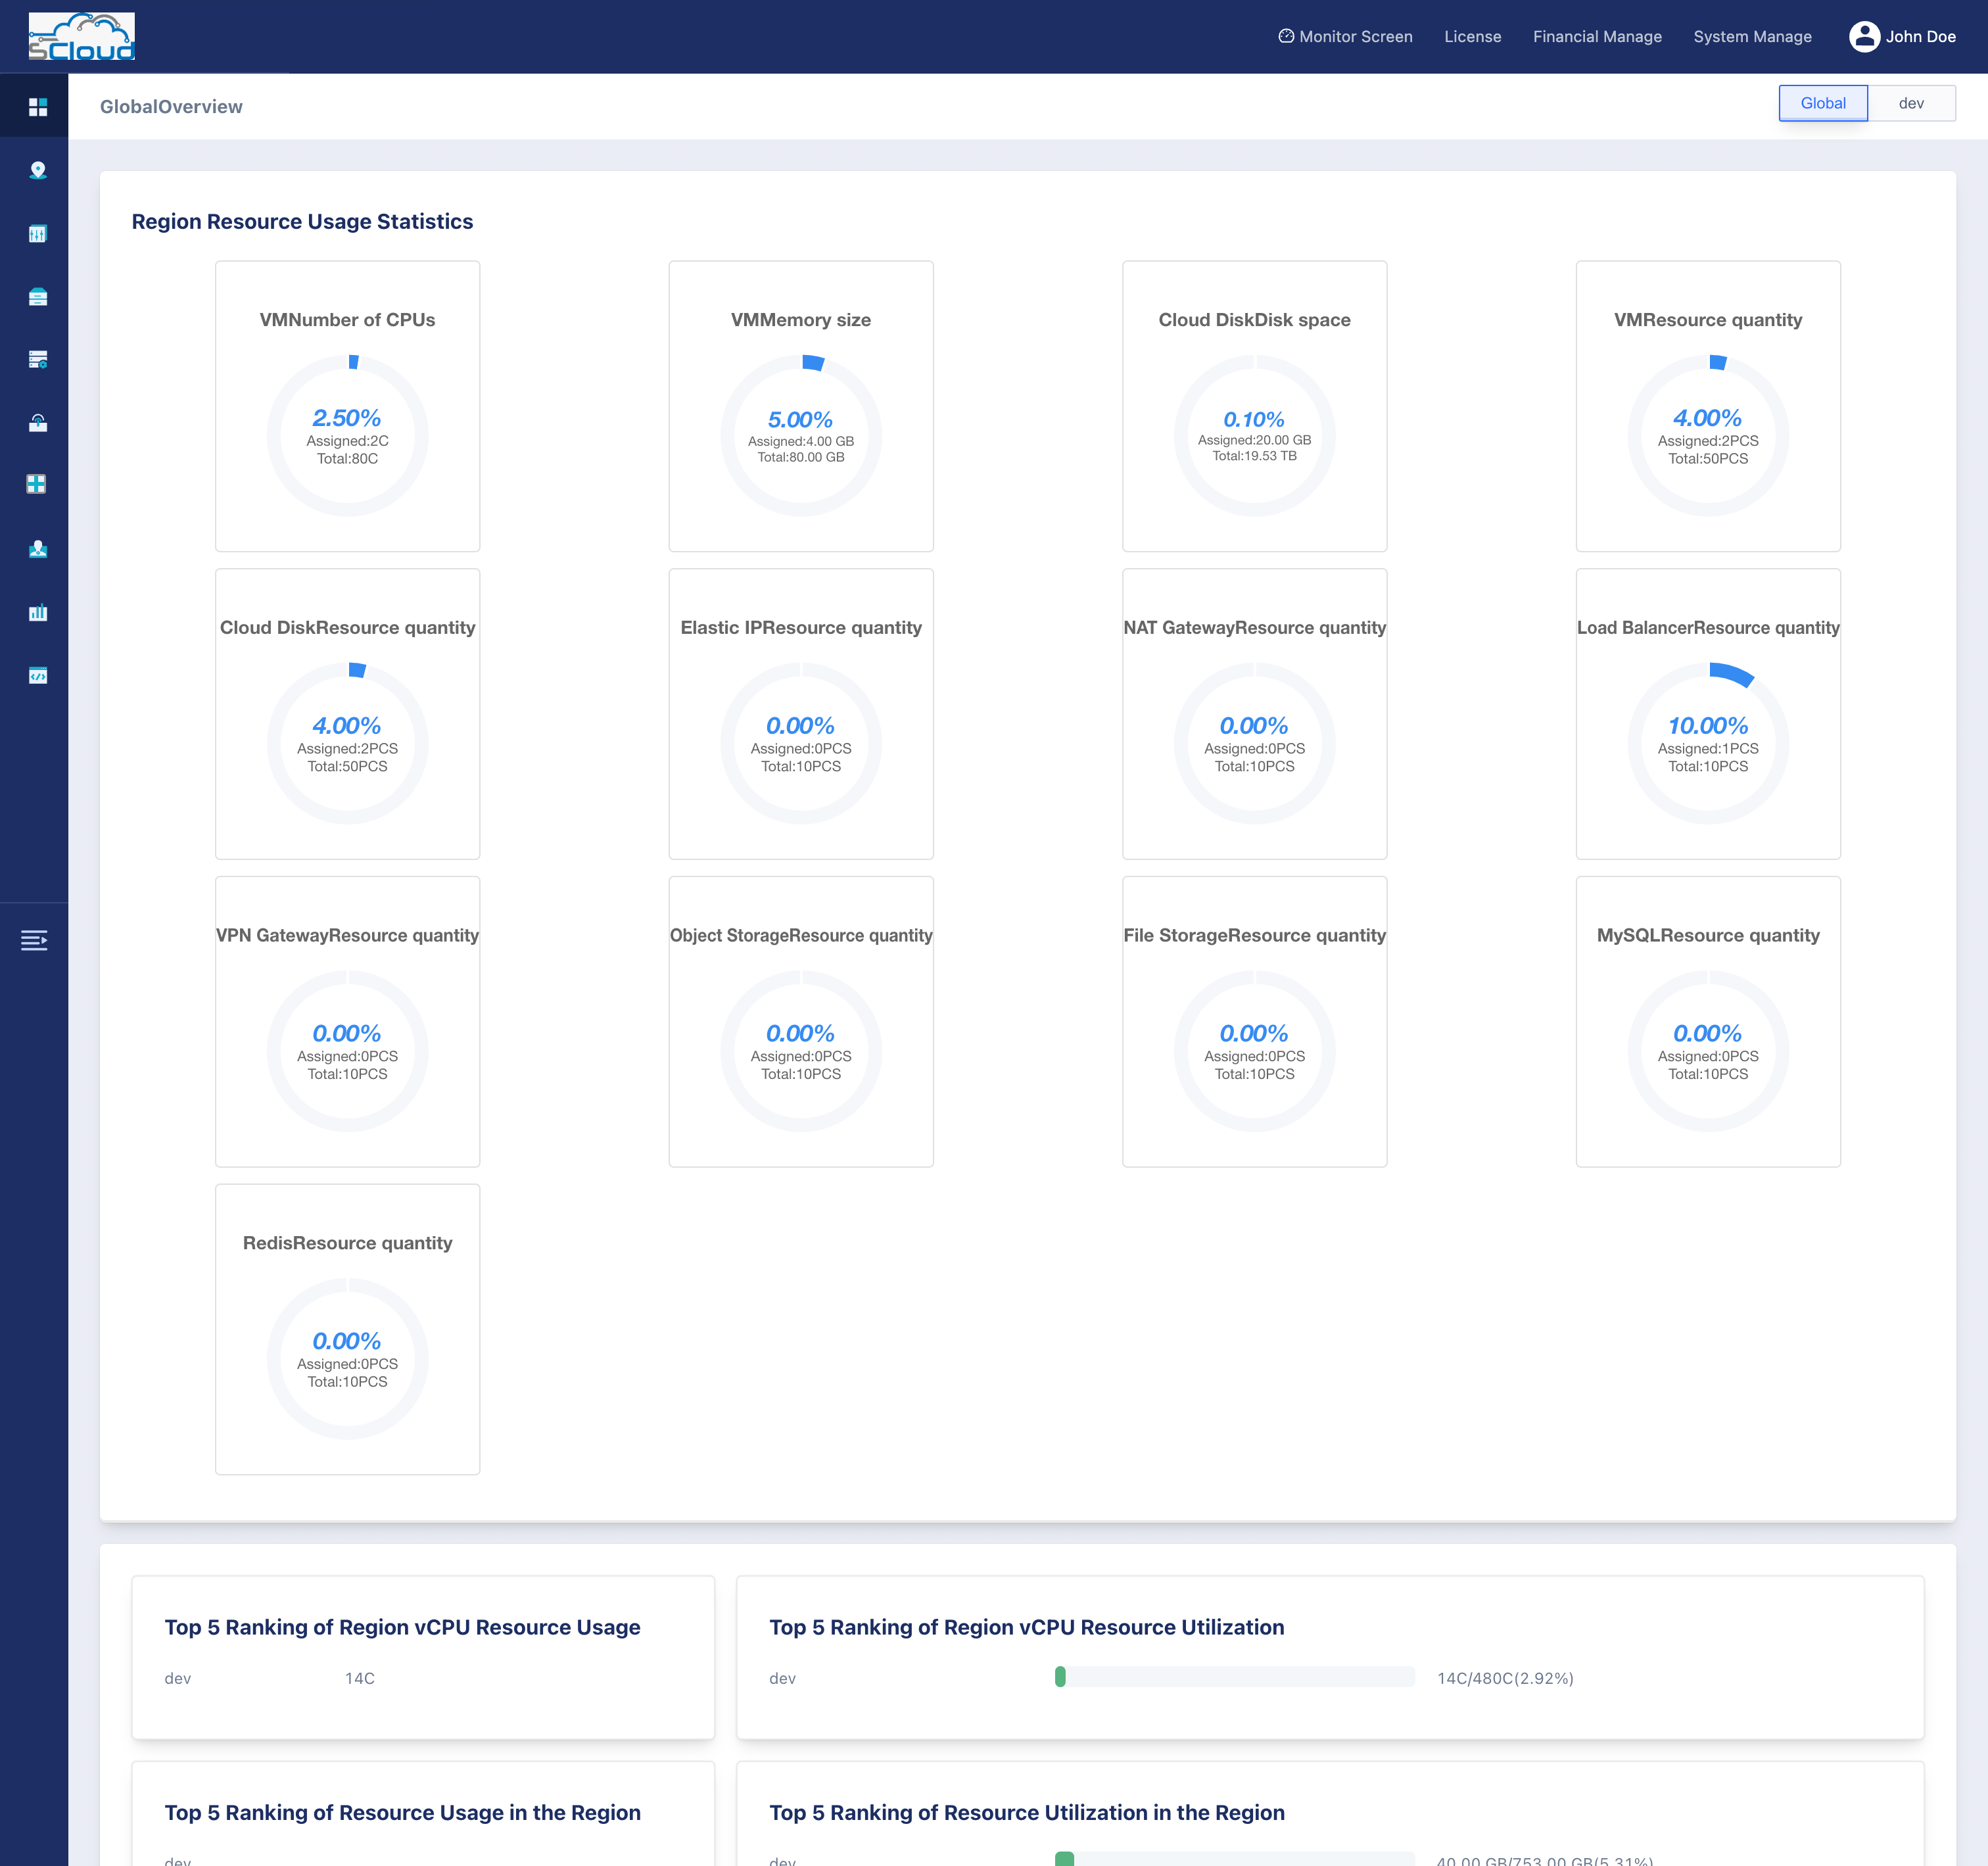 SCloud
Monitor Screen
License
Financial Manage
System Manage
John Doe
GlobalOverview
Global
dev
Region Resource Usage Statistics
VMNumber of CPUs
2.50%
Assigned:2C
Total:80C
VMMemory size
5.00%
Assigned:4.00 GB
Total:80.00 GB
Cloud DiskDisk space
0.10%
Assigned:20.00 GB
Total:19.53 TB
VMResource quantity
4.00%
Assigned:2PCS
Total:50PCS
Cloud DiskResource quantity
4.00%
Assigned:2PCS
Total:50PCS
Elastic IPResource quantity
0.00%
Assigned:0PCS
Total:10PCS
NAT GatewayResource quantity
0.00%
Assigned:0PCS
Total:10PCS
Load BalancerResource quantity
10.00%
Assigned:1PCS
Total:10PCS
VPN GatewayResource quantity
0.00%
Assigned:0PCS
Total:10PCS
Object StorageResource quantity
0.00%
Assigned:0PCS
Total:10PCS
File StorageResource quantity
0.00%
Assigned:0PCS
Total:10PCS
MySQLResource quantity
0.00%
Assigned:0PCS
Total:10PCS
RedisResource quantity
0.00%
Assigned:0PCS
Total:10PCS
Top 5 Ranking of Region vCPU Resource Usage
dev 14C
Top 5 Ranking of Region vCPU Resource Utilization
dev 14C/480C(2.92%)
Top 5 Ranking of Resource Usage in the Region
dev
Top 5 Ranking of Resource Utilization in the Region
dev 40.00 GB/753.00 GB(5.31%)